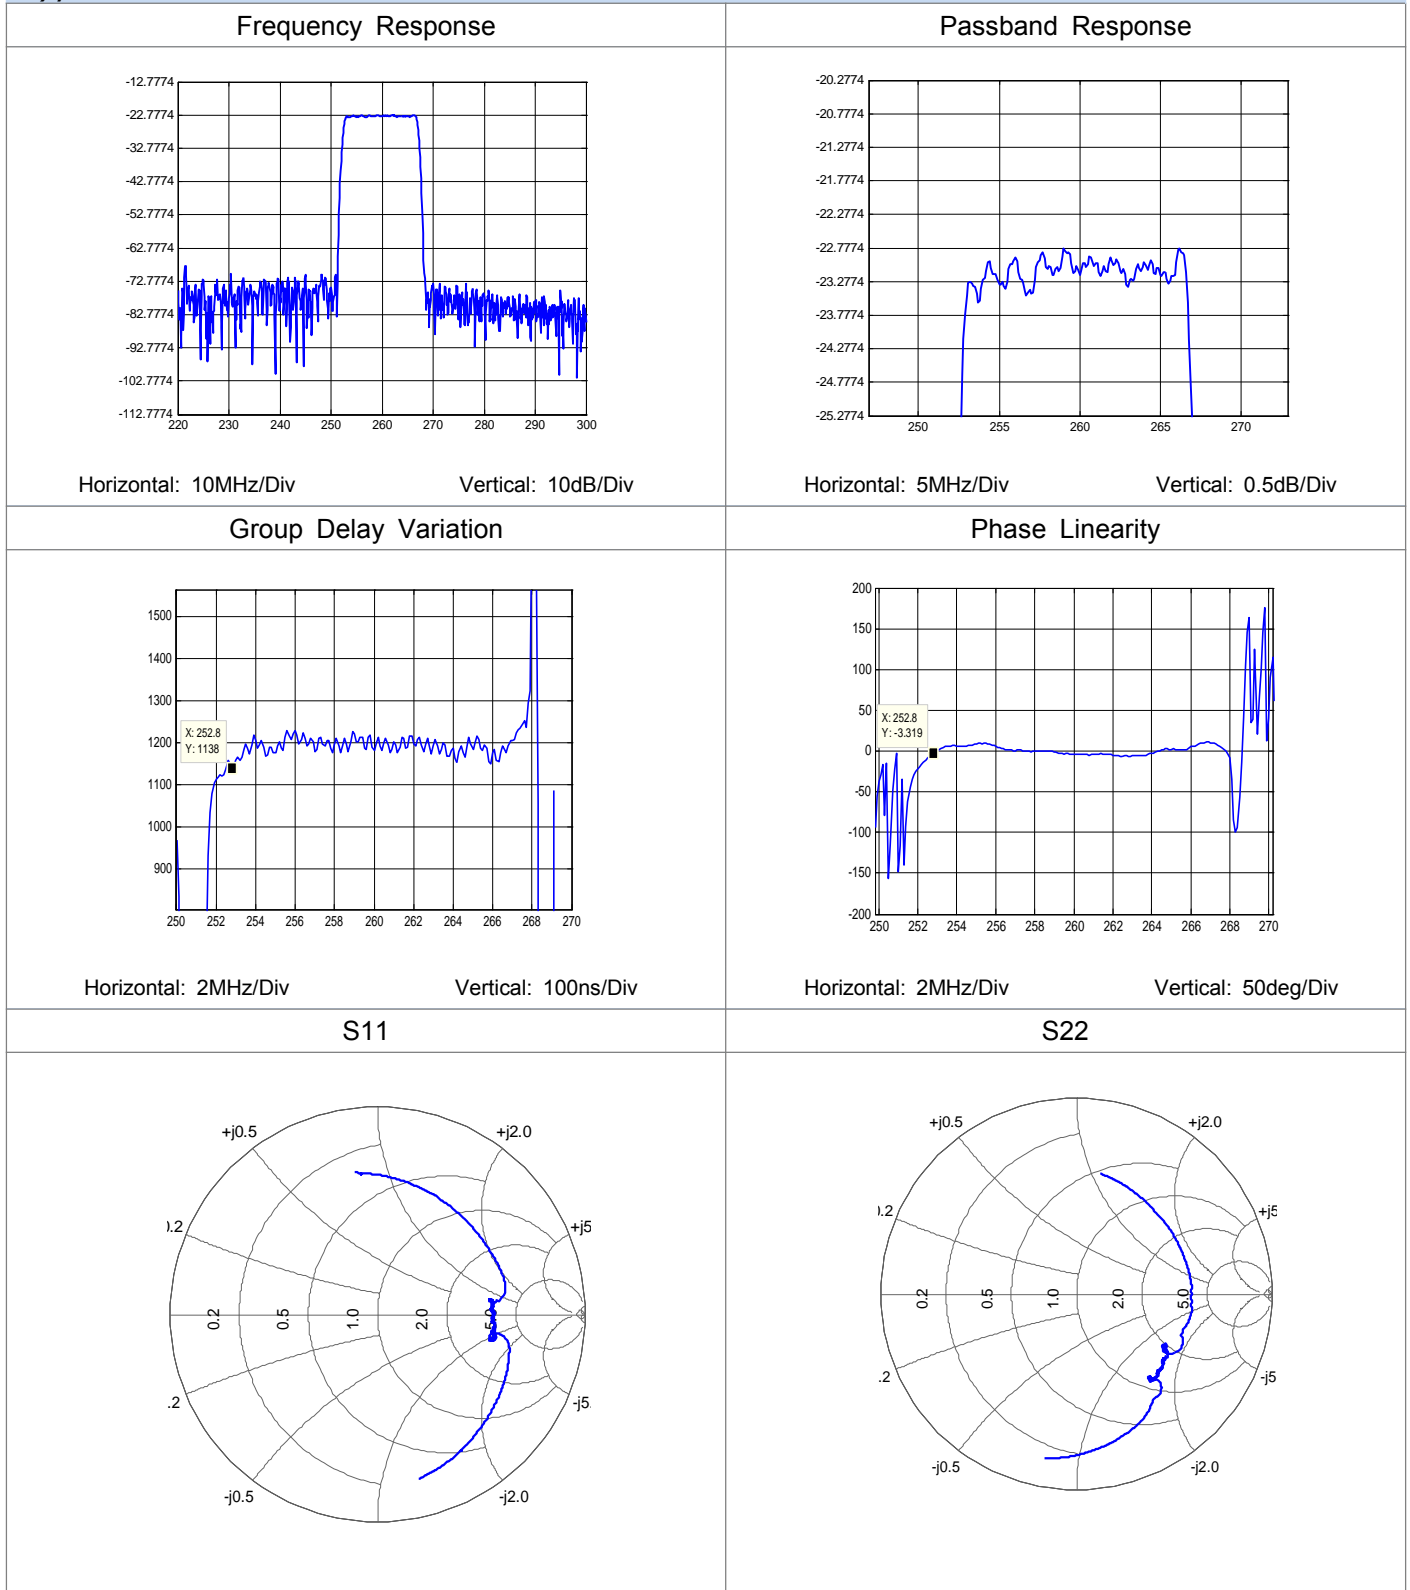 Frequency Response
Passband Response
-12.7774
-22.7774
-32.7774
-42.7774
-52.7774
-62.7774
-72.7774
-82.7774
-92.7774
-102.7774
-112.7774
220 230 240 250 260 270 280 290 300
-20.2774
-20.7774
-21.2774
-21.7774
-22.2774
-22.7774
-23.2774
-23.7774
-24.2774
-24.7774
-25.2774
250 255 260 265 270
Horizontal: 10MHz/Div Vertical: 10dB/Div
Horizontal: 5MHz/Div Vertical: 0.5dB/Div
Group Delay Variation
Phase Linearity
1500
1400
1300
1200
1100
1000
900
X: 252.8
Y: 1138
250 252 254 256 258 260 262 264 266 268 270
200
150
100
50
0
-50
-100
-150
-200
X: 252.8
Y: -3.319
250 252 254 256 258 260 262 264 266 268 270
Horizontal: 2MHz/Div Vertical: 100ns/Div
Horizontal: 2MHz/Div Vertical: 50deg/Div
S11
S22
+j0.5
+j2.0
).2
+j5
0.2 0.5 1.0 2.0 5.0
.2
-j5.
-j0.5
-j2.0
+j0.5
+j2.0
).2
+j5
0.2 0.5 1.0 2.0 5.0
.2
-j5
-j0.5
-j2.0